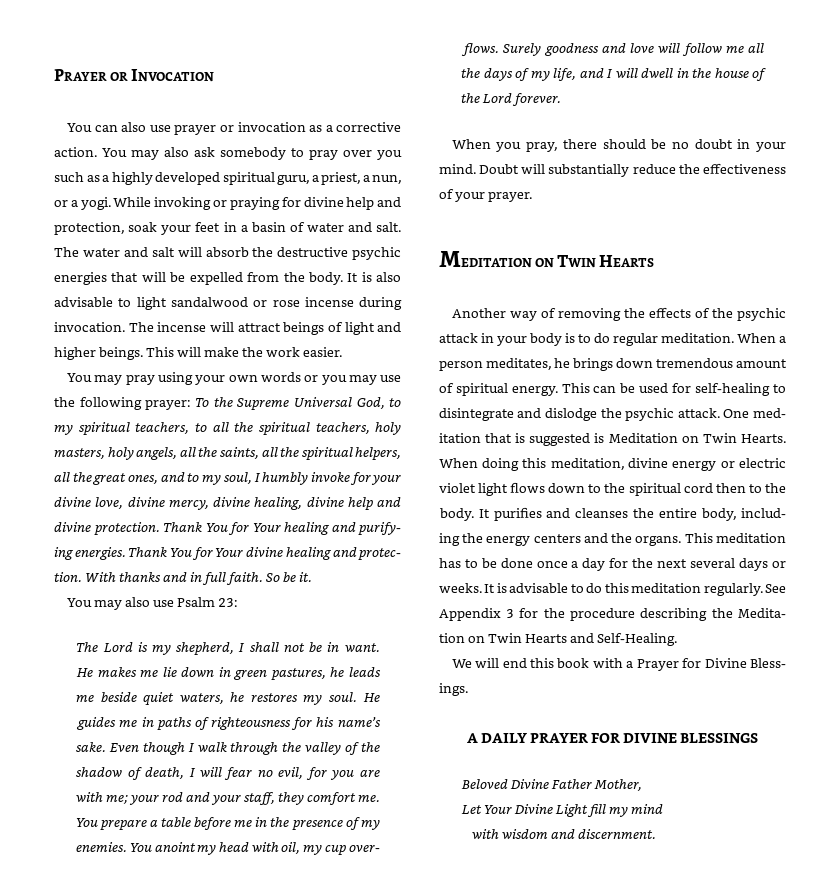 Prayer or Invocation
You can also use prayer or invocation as a corrective
action. You may also ask somebody to pray over you
such as a highly developed spiritual guru, a priest, a nun,
or a yogi. While invoking or praying for divine help and
protection, soak your feet in a basin of water and salt.
The water and salt will absorb the destructive psychic
energies that will be expelled from the body. It is also
advisable to light sandalwood or rose incense during
invocation. The incense will attract beings of light and
higher beings. This will make the work easier.
You may pray using your own words or you may use
the following prayer: To the Supreme Universal God, to
my spiritual teachers, to all the spiritual teachers, holy
masters, holy angels, all the saints, all the spiritual helpers,
all the great ones, and to my soul, I humbly invoke for your
divine love, divine mercy, divine healing, divine help and
divine protection. Thank You for Your healing and purify-
ing energies. Thank You for Your divine healing and protec-
tion. With thanks and in full faith. So be it.
You may also use Psalm 23:
The Lord is my shepherd, I shall not be in want.
He makes me lie down in green pastures, he leads
me beside quiet waters, he restores my soul. He
guides me in paths of righteousness for his name's
sake. Even though I walk through the valley of the
shadow of death, I will fear no evil, for you are
with me; your rod and your staff, they comfort me.
You prepare a table before me in the presence of my
enemies. You anoint my head with oil, my cup over-
flows. Surely goodness and love will follow me all
the days of my life, and I will dwell in the house of
the Lord forever.
When you pray, there should be no doubt in your
mind. Doubt will substantially reduce the effectiveness
of your prayer.
Meditation on Twin Hearts
Another way of removing the effects of the psychic
attack in your body is to do regular meditation. When a
person meditates, he brings down tremendous amount
of spiritual energy. This can be used for self-healing to
disintegrate and dislodge the psychic attack. One med-
itation that is suggested is Meditation on Twin Hearts.
When doing this meditation, divine energy or electric
violet light flows down to the spiritual cord then to the
body. It purifies and cleanses the entire body, includ-
ing the energy centers and the organs. This meditation
has to be done once a day for the next several days or
weeks. It is advisable to do this meditation regularly. See
Appendix 3 for the procedure describing the Medita-
tion on Twin Hearts and Self-Healing.
We will end this book with a Prayer for Divine Bless-
ings.
A DAILY PRAYER FOR DIVINE BLESSINGS
Beloved Divine Father Mother,
Let Your Divine Light fill my mind
with wisdom and discernment.